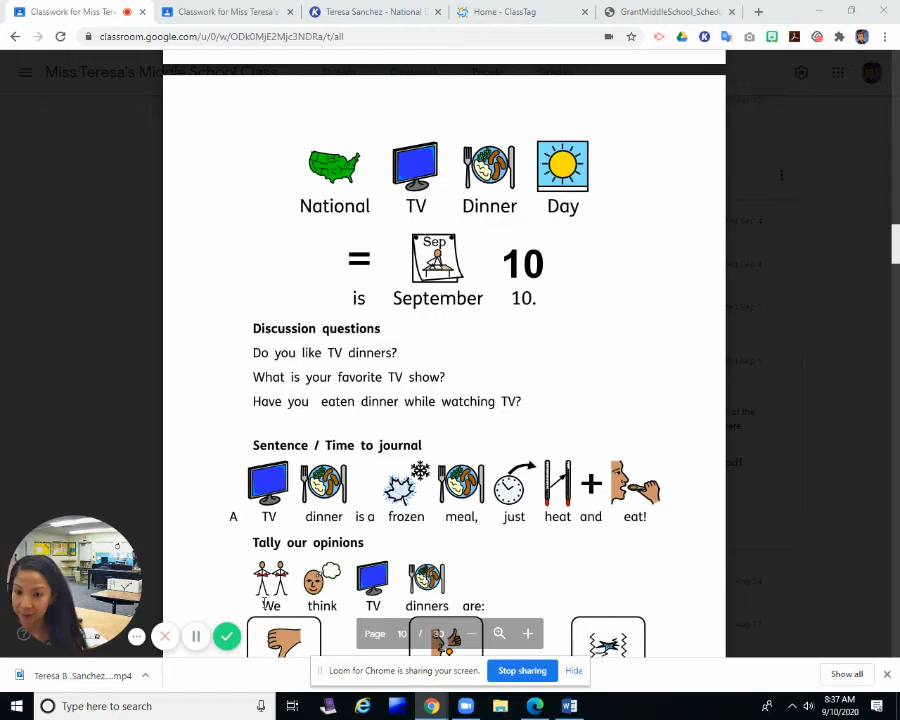 Classwork for Miss Teres
Classwork for Miss Teresa's
Teresa Sanchez - National
Home - ClassTag
GrantMiddleSchool_Sched
classroom.google.com/u/0/w/ODk0MjE2Mjc3NDRa/t/all
Miss Teresa's Middle School Class
Stream
Classwork
People
National TV Dinner Day
Sep
10
is September 10.
Discussion questions
Do you like TV dinners?
What is your favorite TV show?
Have you eaten dinner while watching TV?
Sentence / Time to journal
A TV dinner is a frozen meal, just heat and eat!
Tally our opinions
We think TV dinners are:
Page 10 /
Loom for Chrome is sharing your screen.
Stop sharing
Hide
Teresa B .Sanchez....mp4
Show all
Type here to search
8:37 AM
9/10/2020